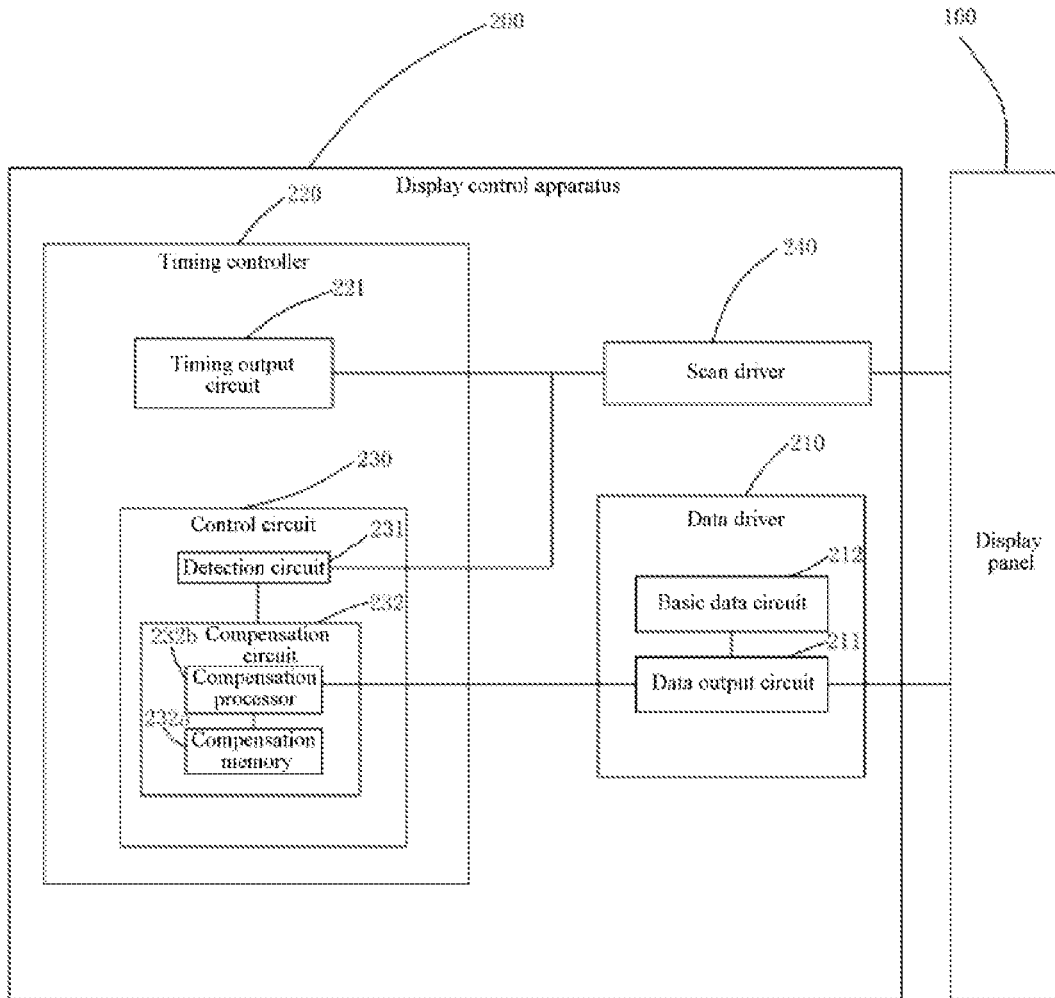 200
100
Display control apparatus
220
Timing controller
240
221
Timing output
circuit
Scan driver
230
210
Control circuit
Data driver
231
Detection circuit
212
232
Basic data circuit
232b
Compensation
circuit
211
Compensation
processor
Data output circuit
232a
Compensation
memory
Display
panel